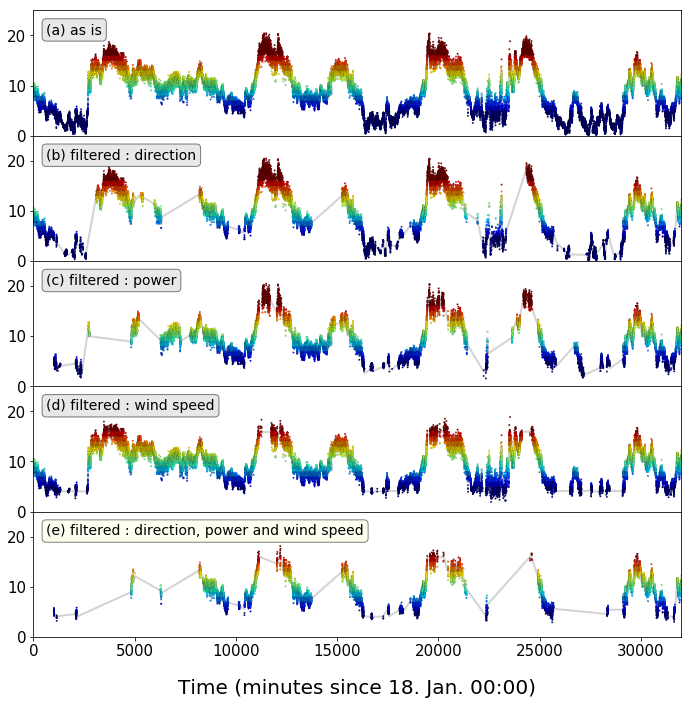 (a) as is
20
10
0
(b) filtered : direction
20
10
0
(c) filtered : power
20
10
0
(d) filtered : wind speed
20
10
0
(e) filtered : direction, power and wind speed
20
10
0
0 5000 10000 15000 20000 25000 30000
Time (minutes since 18. Jan. 00:00)